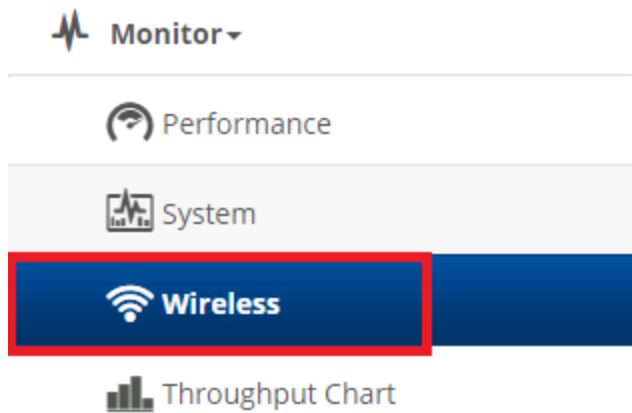 Monitor
Performance
System
Wireless
Throughput Chart